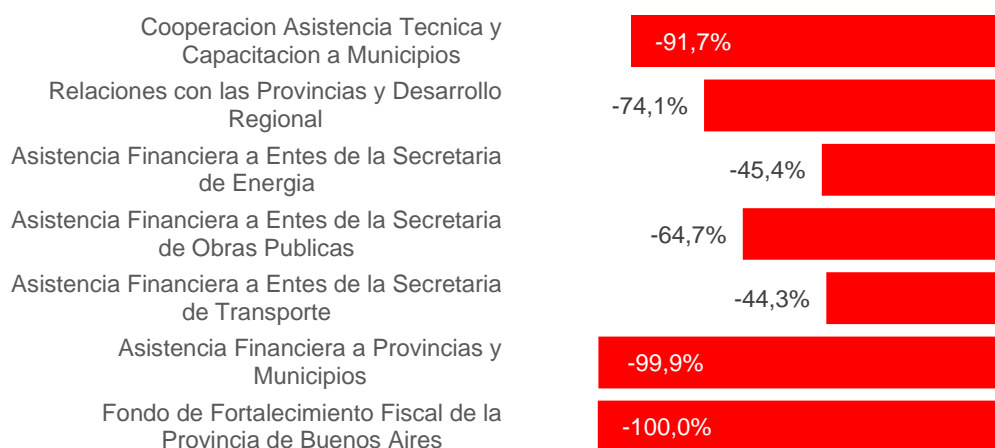 Cooperacion Asistencia Tecnica y
Capacitacion a Municipios
-91,7%
Relaciones con las Provincias y Desarrollo
Regional
-74,1%
Asistencia Financiera a Entes de la Secretaria
de Energia
-45,4%
Asistencia Financiera a Entes de la Secretaria
de Obras Publicas
-64,7%
Asistencia Financiera a Entes de la Secretaria
de Transporte
-44,3%
Asistencia Financiera a Provincias y
Municipios
-99,9%
Fondo de Fortalecimiento Fiscal de la
Provincia de Buenos Aires
-100,0%